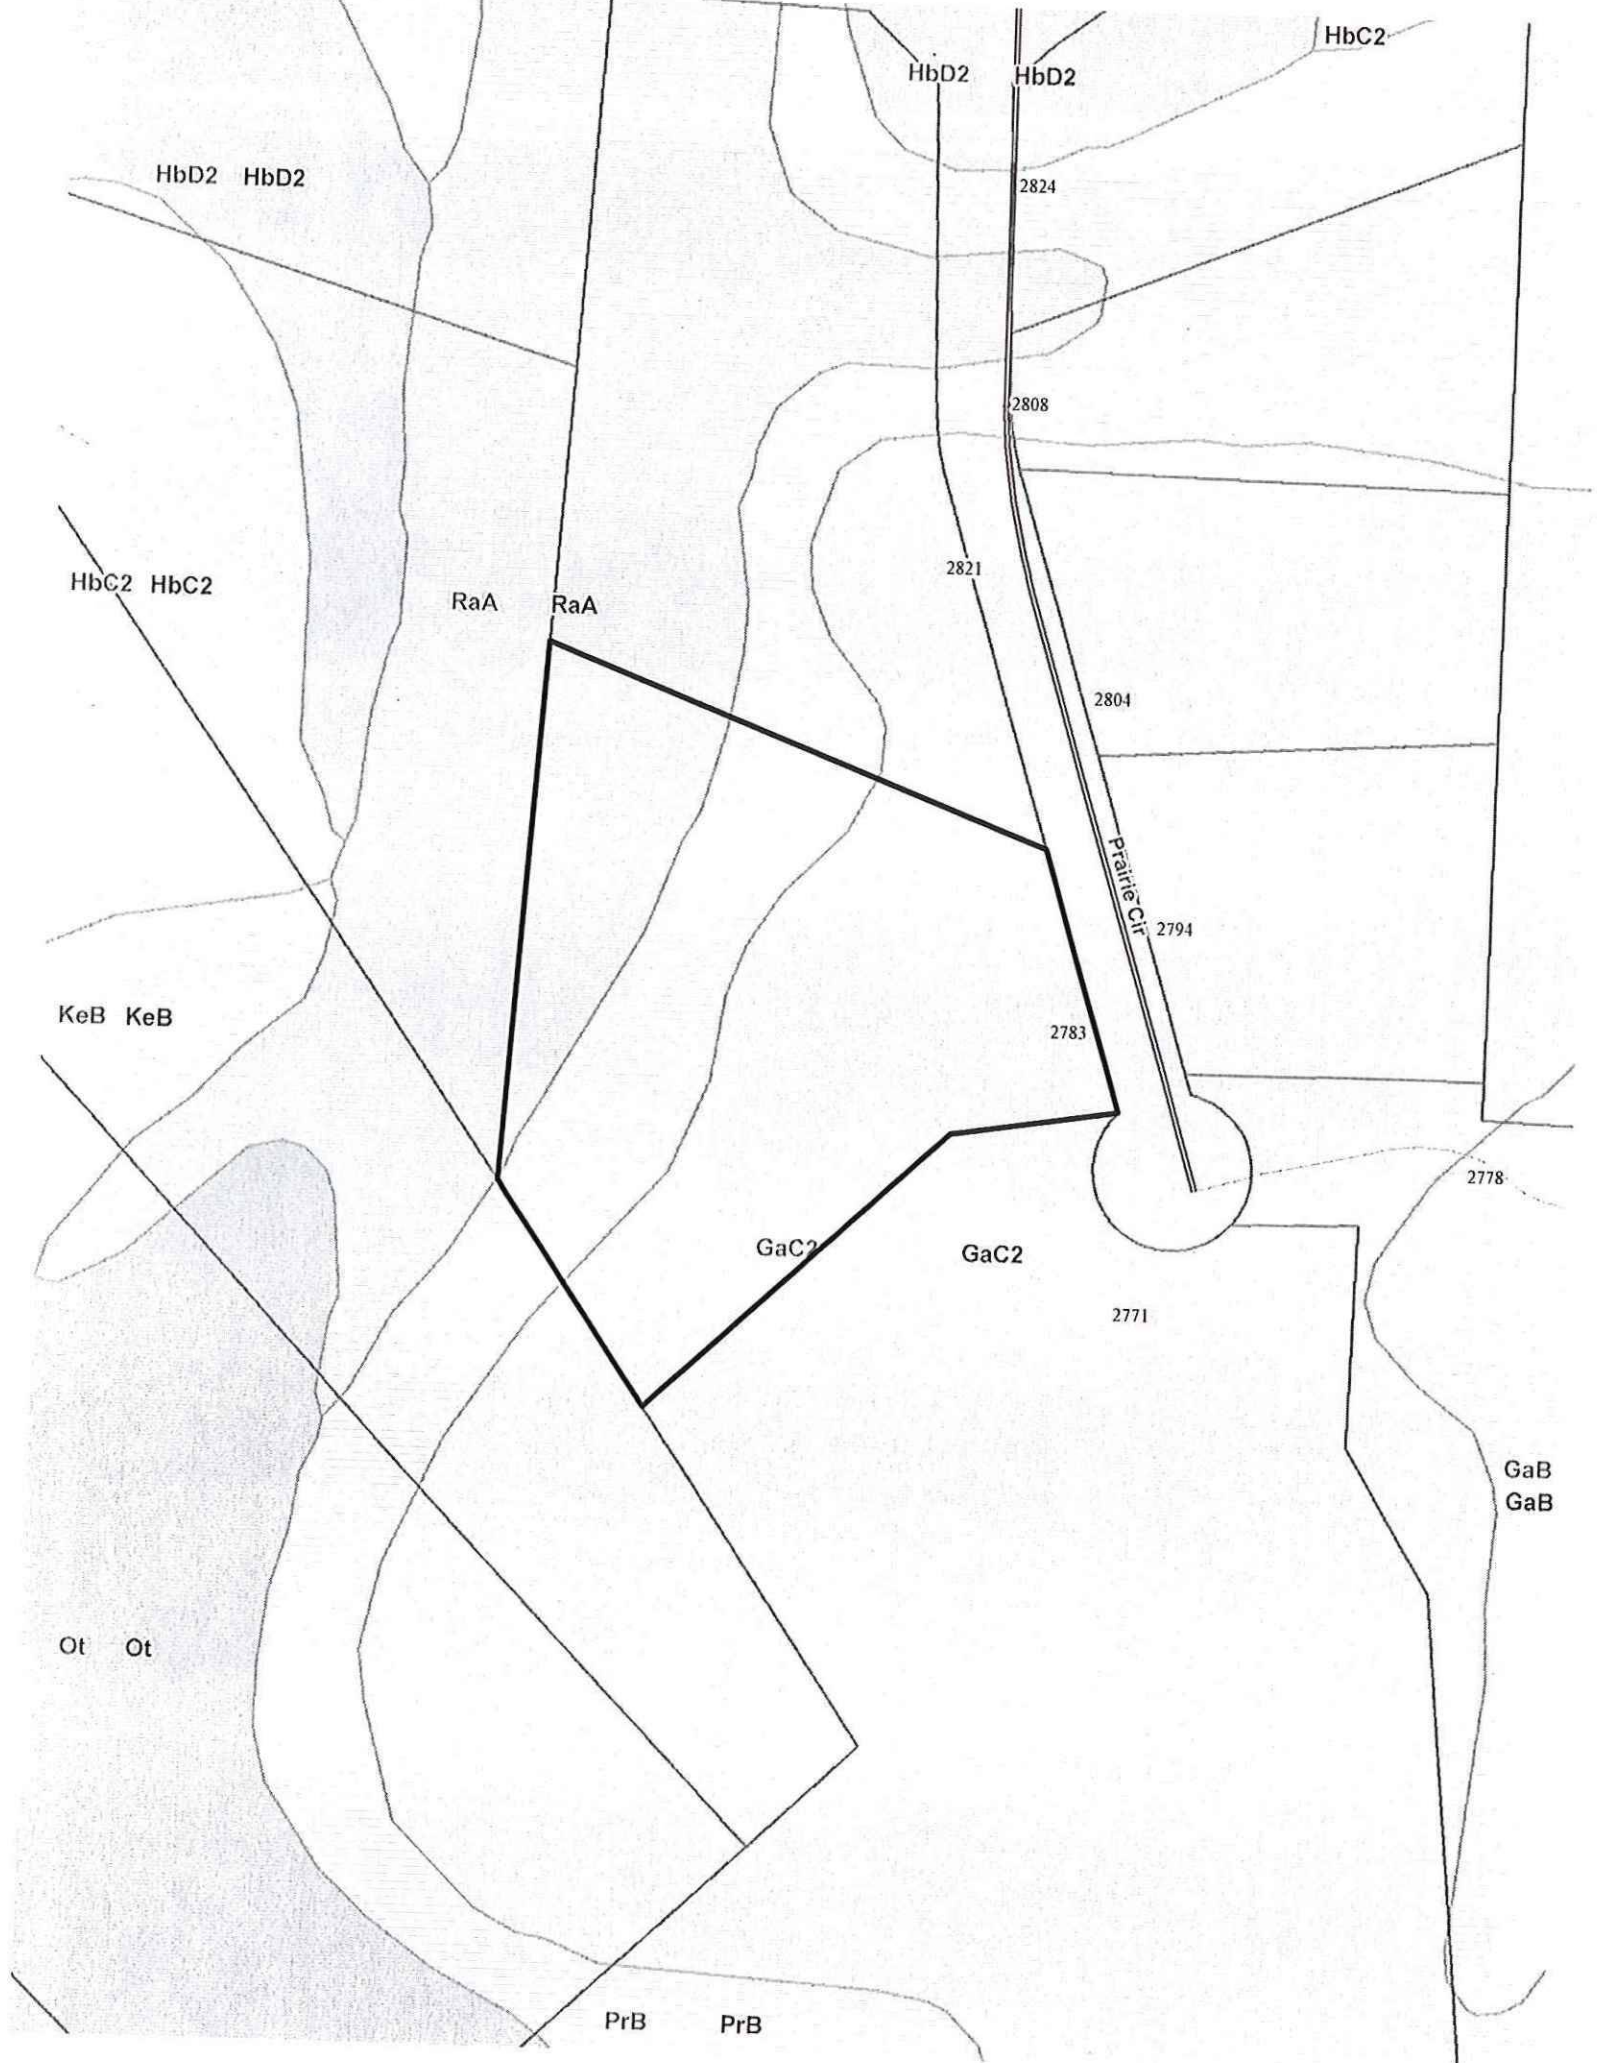 HbC2
HbD2 HbD2
HbD2 HbD2
2824
2808
2821
HbC2 HbC2
RaA RaA
2804
Prairie Cir
2794
KeB KeB
2783
2778
GaC2 GaC2
2771
GaB
GaB
Ot Ot
PrB PrB